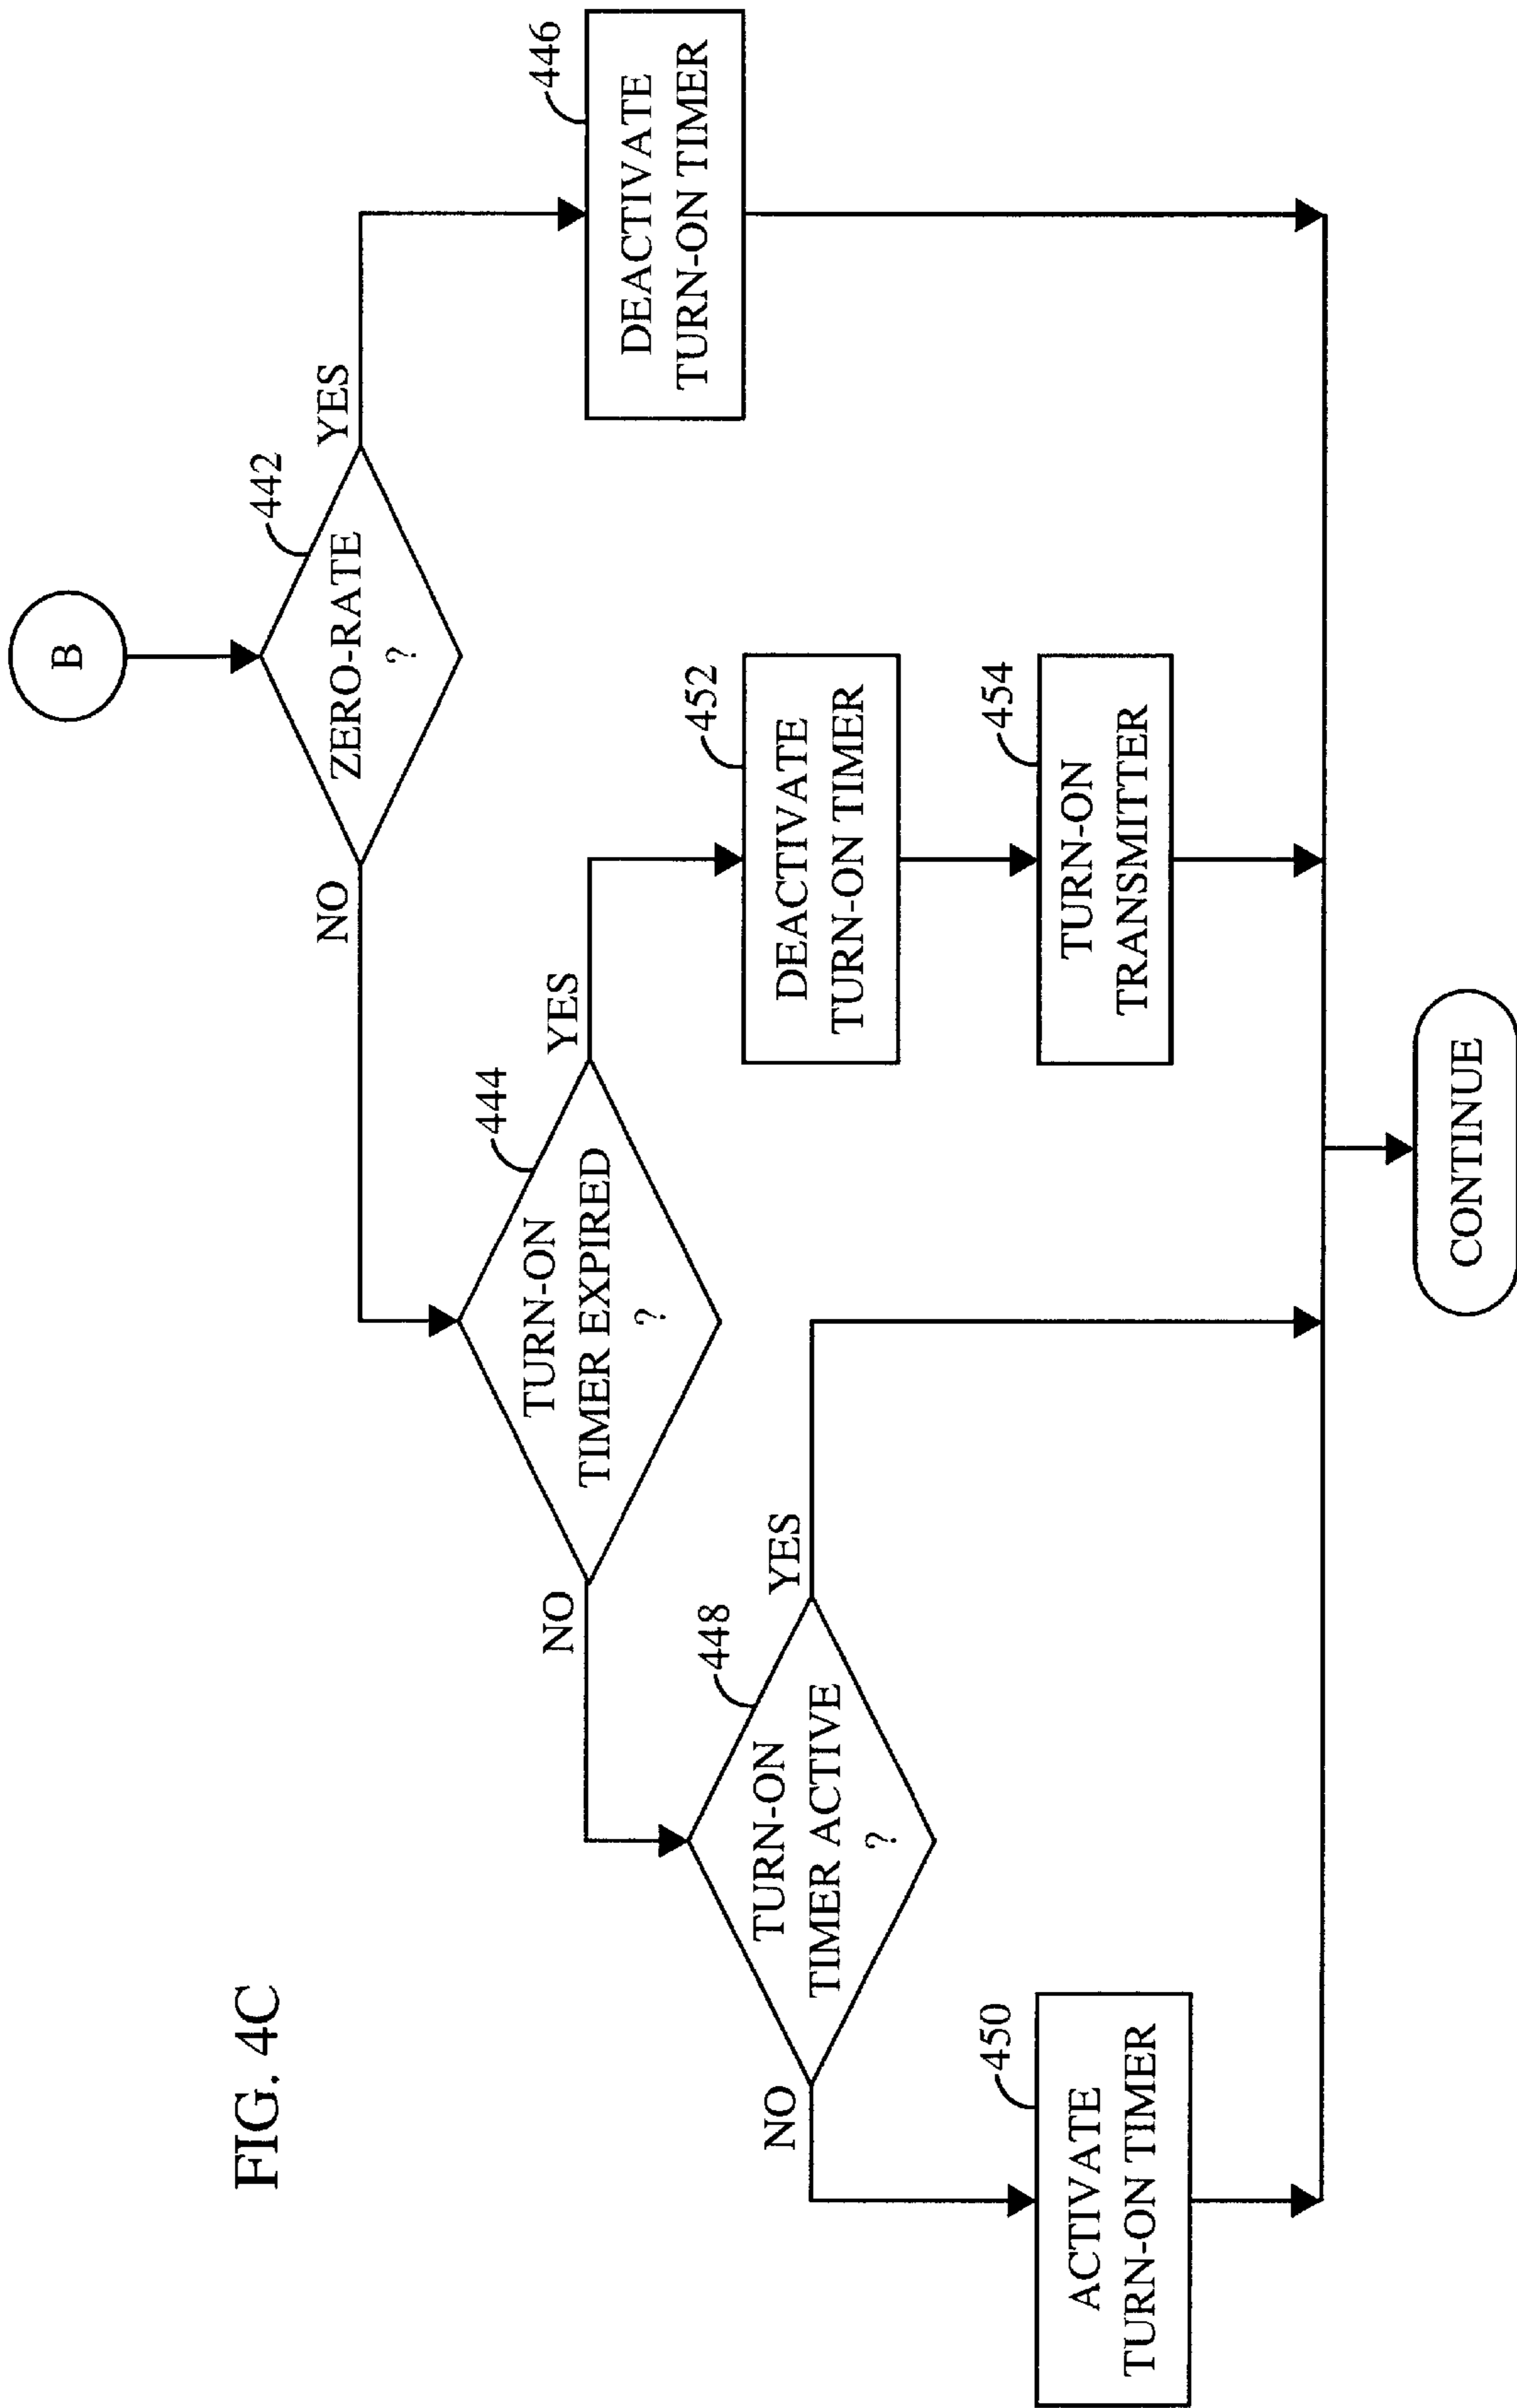 FIG. 4C
B
442
ZERO-RATE
?
NO
YES
444
TURN-ON
TIMER EXPIRED
?
NO
YES
446
DEACTIVATE
TURN-ON TIMER
448
TURN-ON
TIMER ACTIVE
?
NO
YES
452
DEACTIVATE
TURN-ON TIMER
450
ACTIVATE
TURN-ON TIMER
454
TURN-ON
TRANSMITTER
CONTINUE